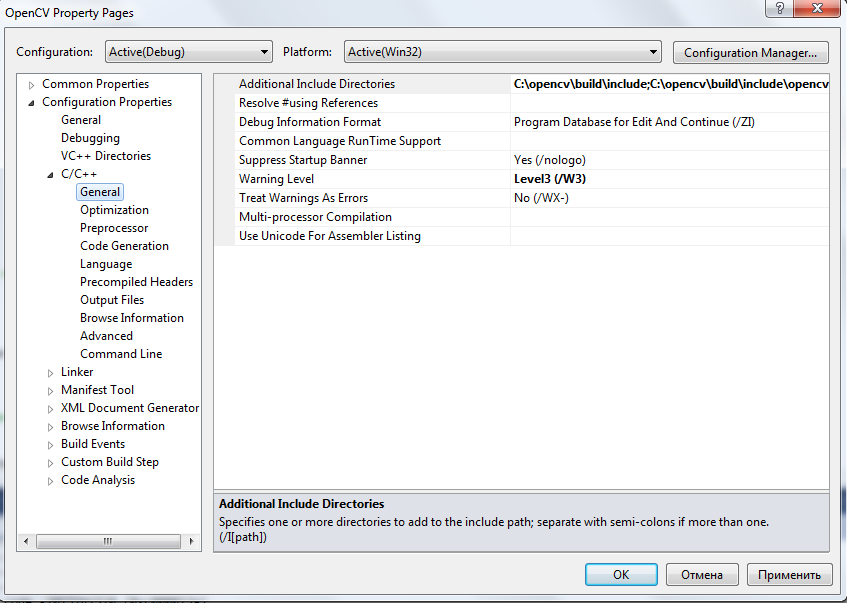 OpenCV Property Pages
Configuration: Active(Debug) Platform: Active(Win32) Configuration Manager...
Common Properties
Configuration Properties
General
Debugging
VC++ Directories
C/C++
General
Optimization
Preprocessor
Code Generation
Language
Precompiled Headers
Output Files
Browse Information
Advanced
Command Line
Linker
Manifest Tool
XML Document Generator
Browse Information
Build Events
Custom Build Step
Code Analysis
Additional Include Directories C:\opencv\build\include;C:\opencv\build\include\opencv
Resolve #using References
Debug Information Format Program Database for Edit And Continue (/ZI)
Common Language RunTime Support
Suppress Startup Banner Yes (/nologo)
Warning Level Level3 (/W3)
Treat Warnings As Errors No (/WX-)
Multi-processor Compilation
Use Unicode For Assembler Listing
Additional Include Directories
Specifies one or more directories to add to the include path; separate with semi-colons if more than one.
(/I[path])
OK Отмена Применить